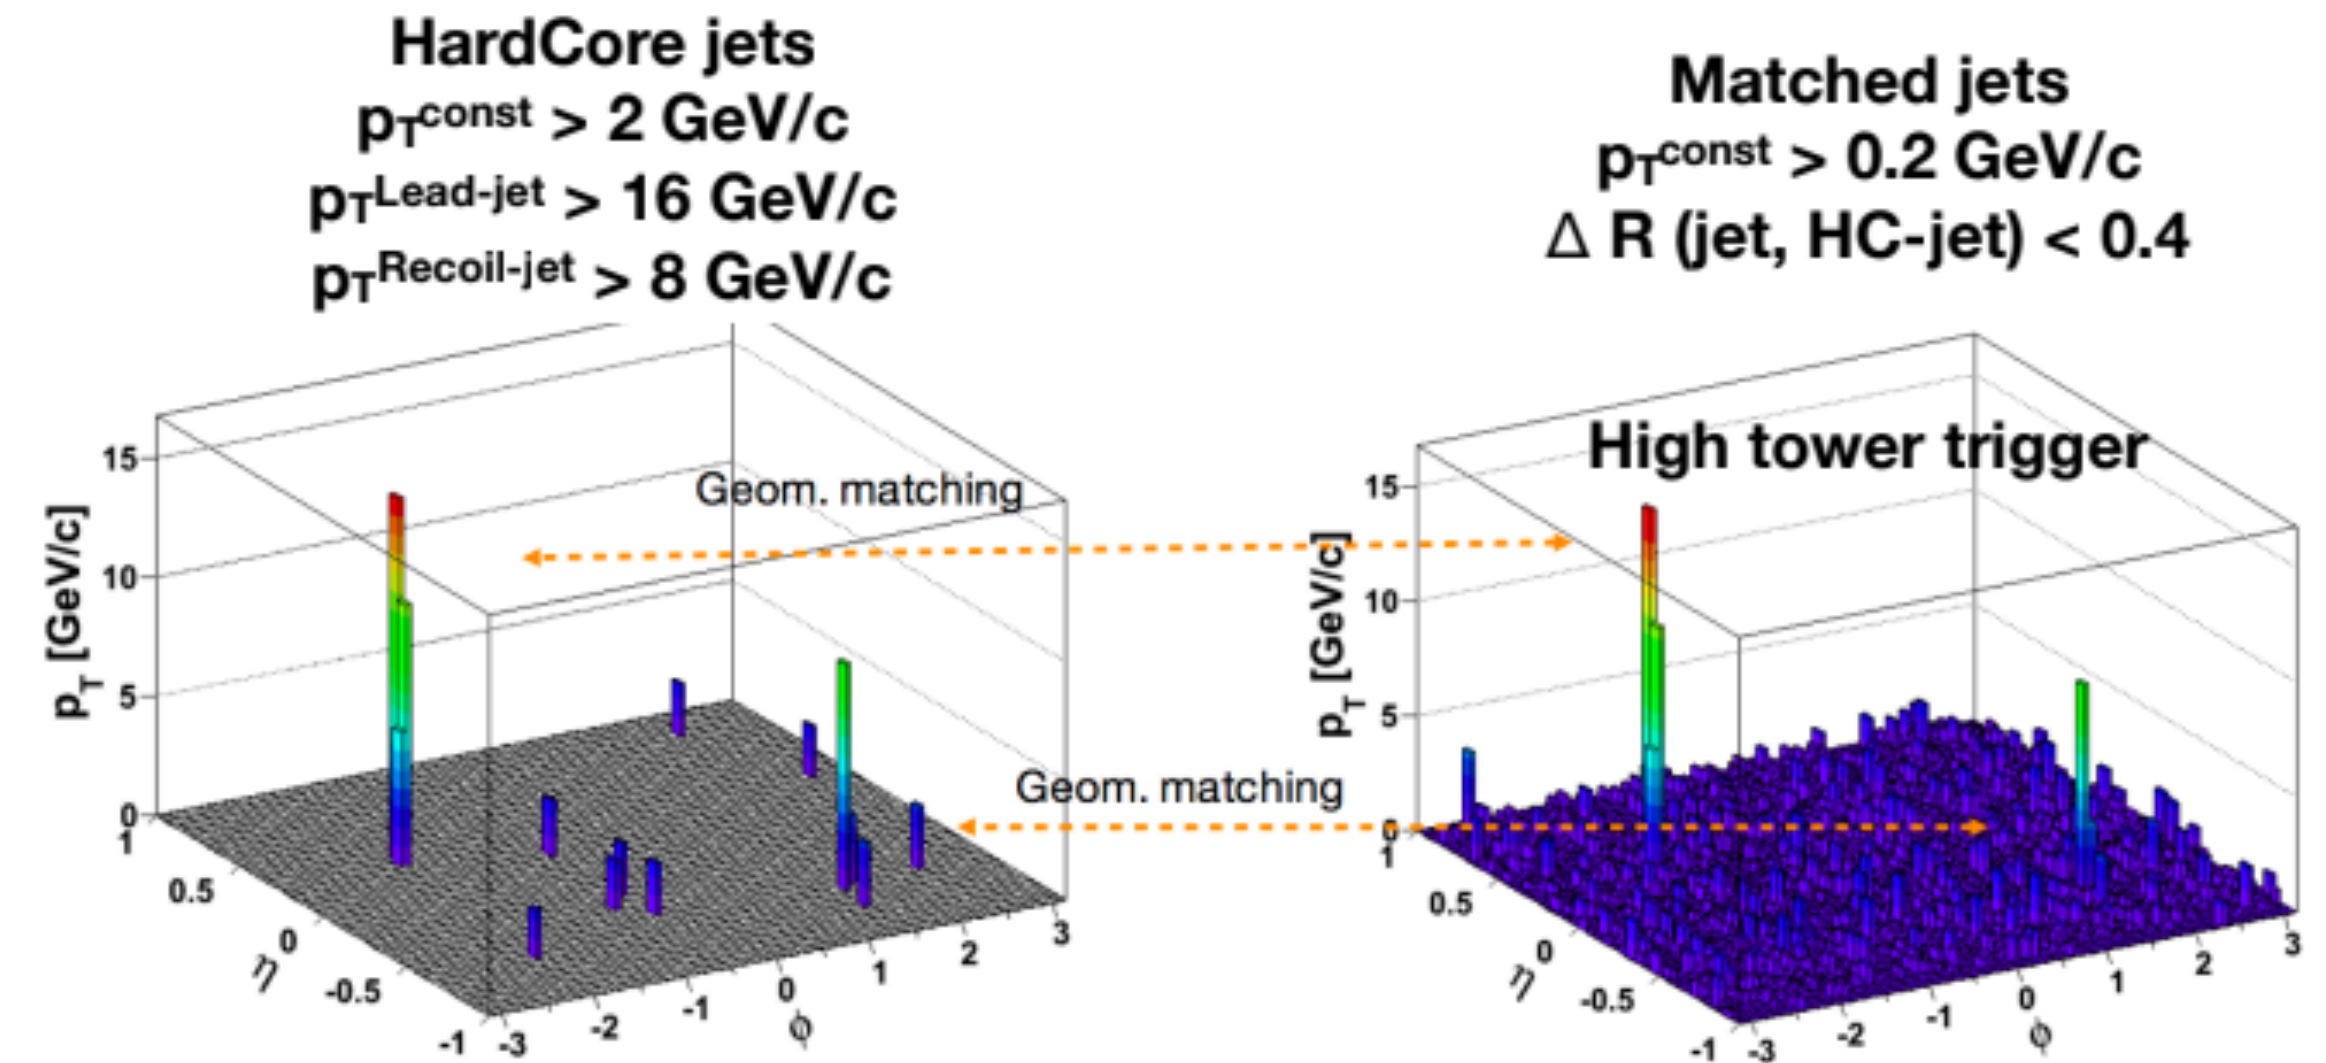 HardCore jets
pTconst > 2 GeV/c
pTLead-jet > 16 GeV/c
pTRecoil-jet > 8 GeV/c
Matched jets
pTconst > 0.2 GeV/c
Δ R (jet, HC-jet) < 0.4
High tower trigger
Geom. matching
Geom. matching
pT [GeV/c]
15
10
5
0
1
0.5
0
-0.5
-1
η
-3
-2
-1
0
1
2
3
ϕ
pT [GeV/c]
15
10
5
0
1
0.5
0
-0.5
-1
η
-3
-2
-1
0
1
2
3
ϕ